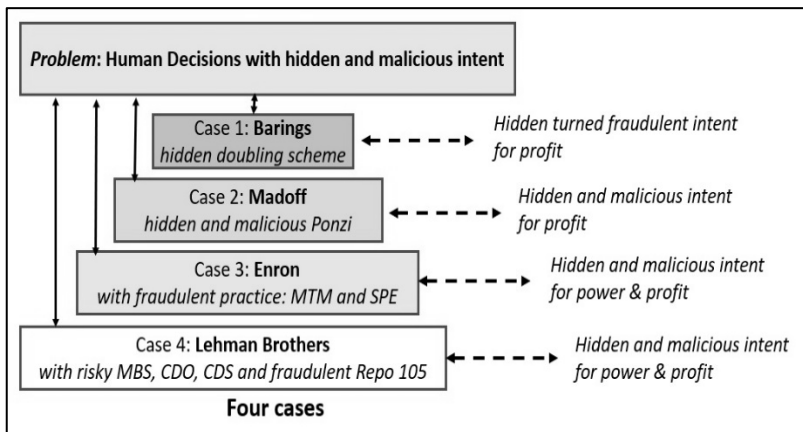 Problem: Human Decisions with hidden and malicious intent
Case 1: Barings
hidden doubling scheme
Hidden turned fraudulent intent
for profit
Case 2: Madoff
hidden and malicious Ponzi
Hidden and malicious intent
for profit
Case 3: Enron
with fraudulent practice: MTM and SPE
Hidden and malicious intent
for power & profit
Case 4: Lehman Brothers
with risky MBS, CDO, CDS and fraudulent Repo 105
Hidden and malicious intent
for power & profit
Four cases